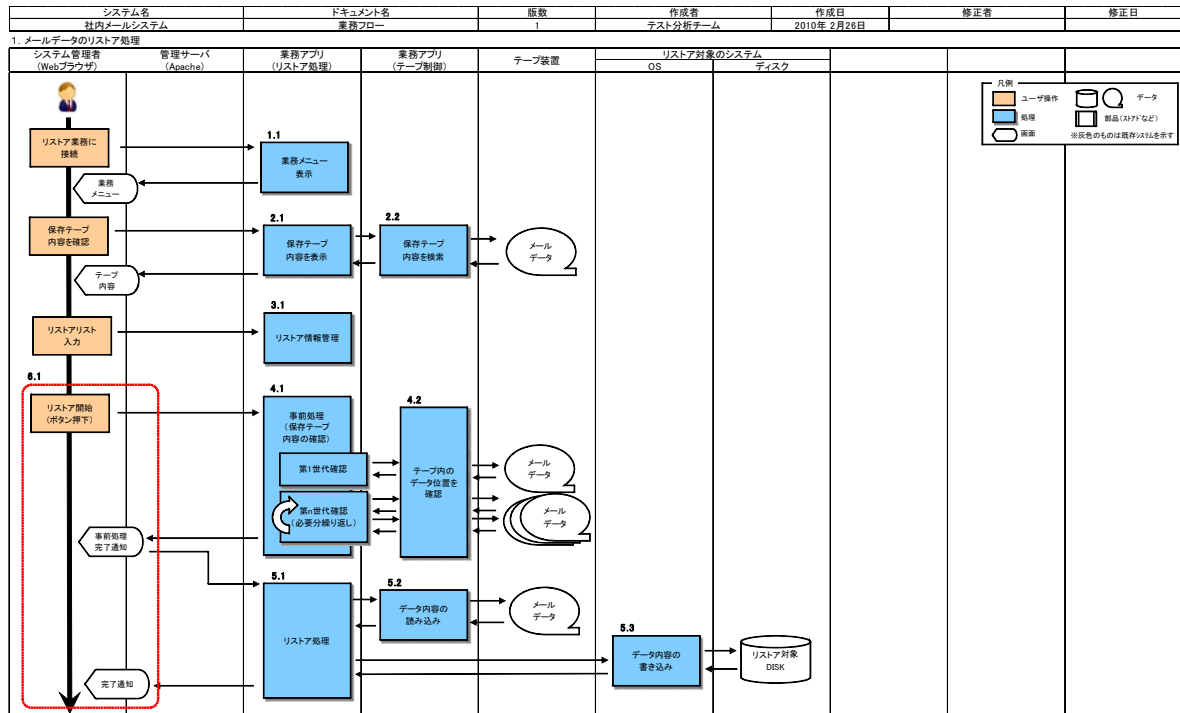 システム名
ドキュメント名
版数
作成者
作成日
修正者
修正日
社内メールシステム
業務フロー
1
テスト分析チーム
2010年 2月26日
1. メールデータのリストア処理
システム管理者
(Webブラウザ)
管理サーバ
(Apache)
業務アプリ
(リストア処理)
業務アプリ
(テープ制御)
テープ装置
リストア対象のシステム
OS
ディスク
凡例
ユーザ操作
データ
処理
部品(ストアドなど)
画面
※灰色のものは既存システムを示す
リストア業務に
接続
1.1
業務メニュー
表示
業務
メニュー
保存テープ
内容を確認
2.1
保存テープ
内容を表示
2.2
保存テープ
内容を検索
メール
データ
テープ
内容
リストアリスト
入力
3.1
リストア情報管理
6.1
リストア開始
(ボタン押下)
4.1
事前処理
(保存テープ
内容の確認)
4.2
テープ内の
データ位置を
確認
第1世代確認
メール
データ
第n世代確認
(必要分繰り返し)
メール
データ
事前処理
完了通知
5.1
リストア処理
5.2
データ内容の
読み込み
メール
データ
5.3
データ内容の
書き込み
リストア対象
DISK
完了通知